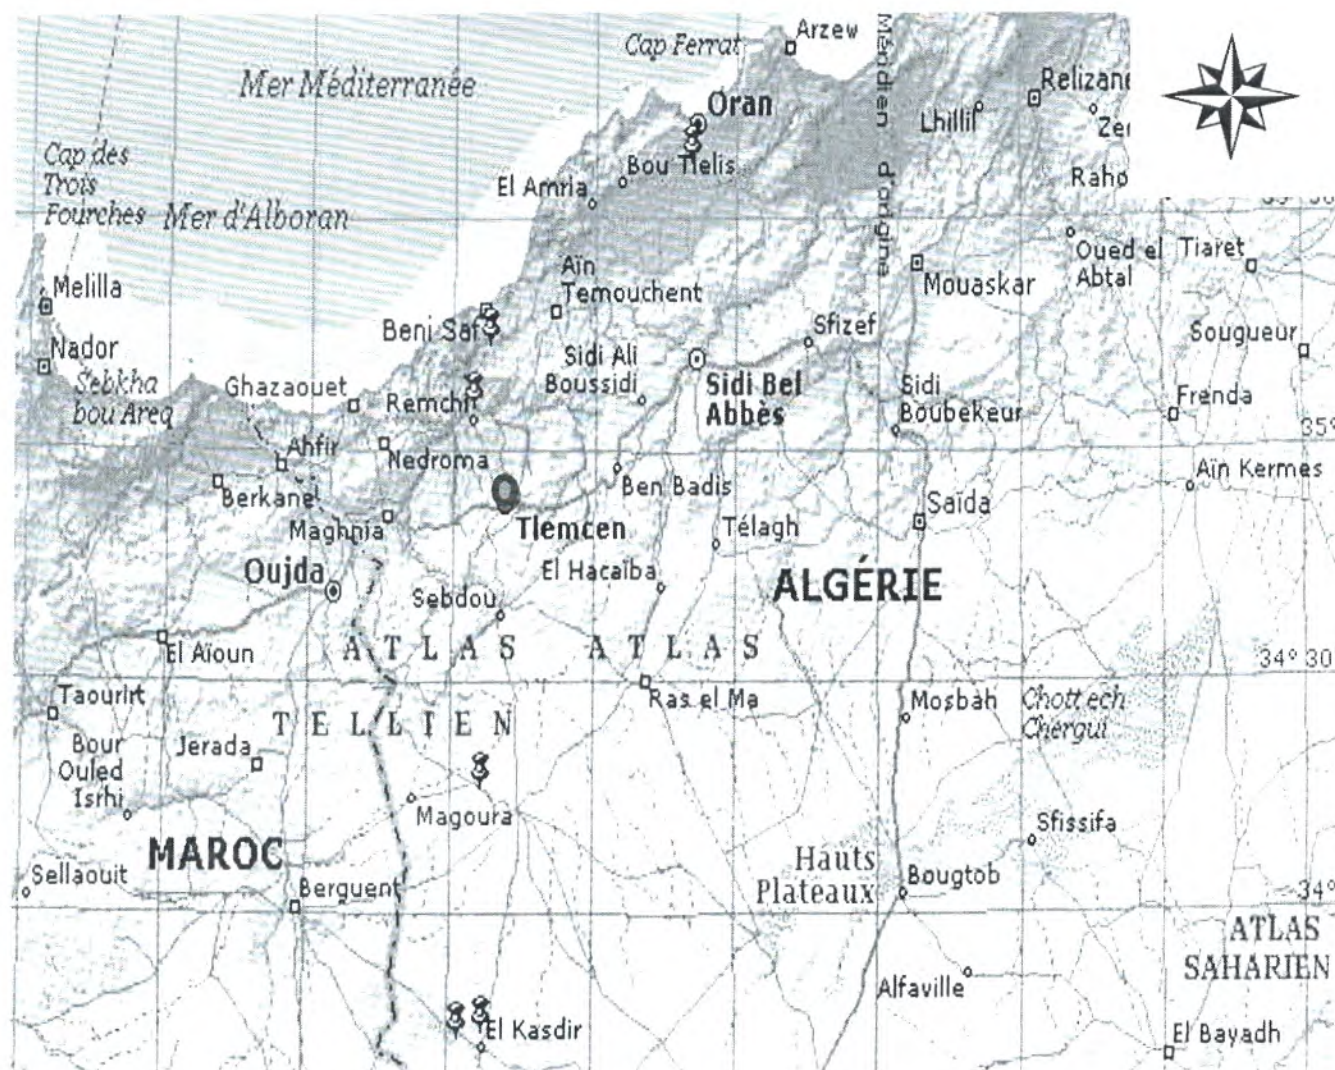 Cap Ferrat
Arzew
Méridien d'origine
Mer Méditerranée
Oran
Relizane
Lhillil
Bou Tlelis
El Amria
Raho
Cap des
Trois
Fourches
Mer d'Alboran
Oued el
Abtal
Tiaret
Aïn
Temouchent
Mouaskar
Melilla
Beni Saf
Sfizef
Sougueur
Nador
Sidi Ali
Boussidi
Sidi Bel
Abbès
Sebkha
bou Areq
Ghazaouet
Remchit
Sidi
Boubekeur
Frenda
35°
Ahfir
Nedroma
Berkane
Ben Badis
Aïn Kermes
Maghnia
Tlemcen
Télagh
Saïda
Oujda
El Hacaïba
ALGÉRIE
Sebdou
El Aïoun
ATLAS ATLAS
34° 30
Taourirt
Ras el Ma
Mosbah
Chott ech
Chergui
TELLIEN
Bour
Ouled
Isrhi
Jerada
Magoura
Sfissifa
MAROC
Hauts
Plateaux
Sellaouit
Berguent
Bougtob
34°
ATLAS
SAHARIEN
Alfaville
El Kasdir
El Bayadh